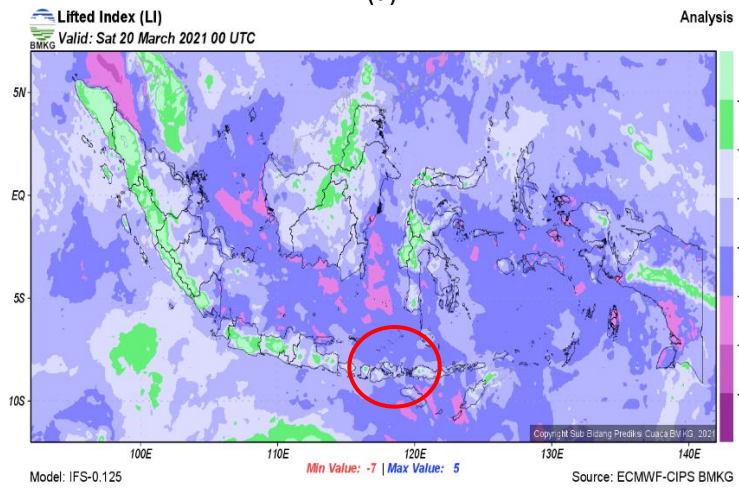 Lifted Index (LI)
Analysis
BMKG
Valid: Sat 20 March 2021 00 UTC
5N
EQ
5S
10S
100E
110E
120E
130E
140E
Copyright Sub Bidang Prediksi Cuaca BMKG, 2021
Model: IFS-0.125
Min Value: -7 | Max Value: 5
Source: ECMWF-CIPS BMKG